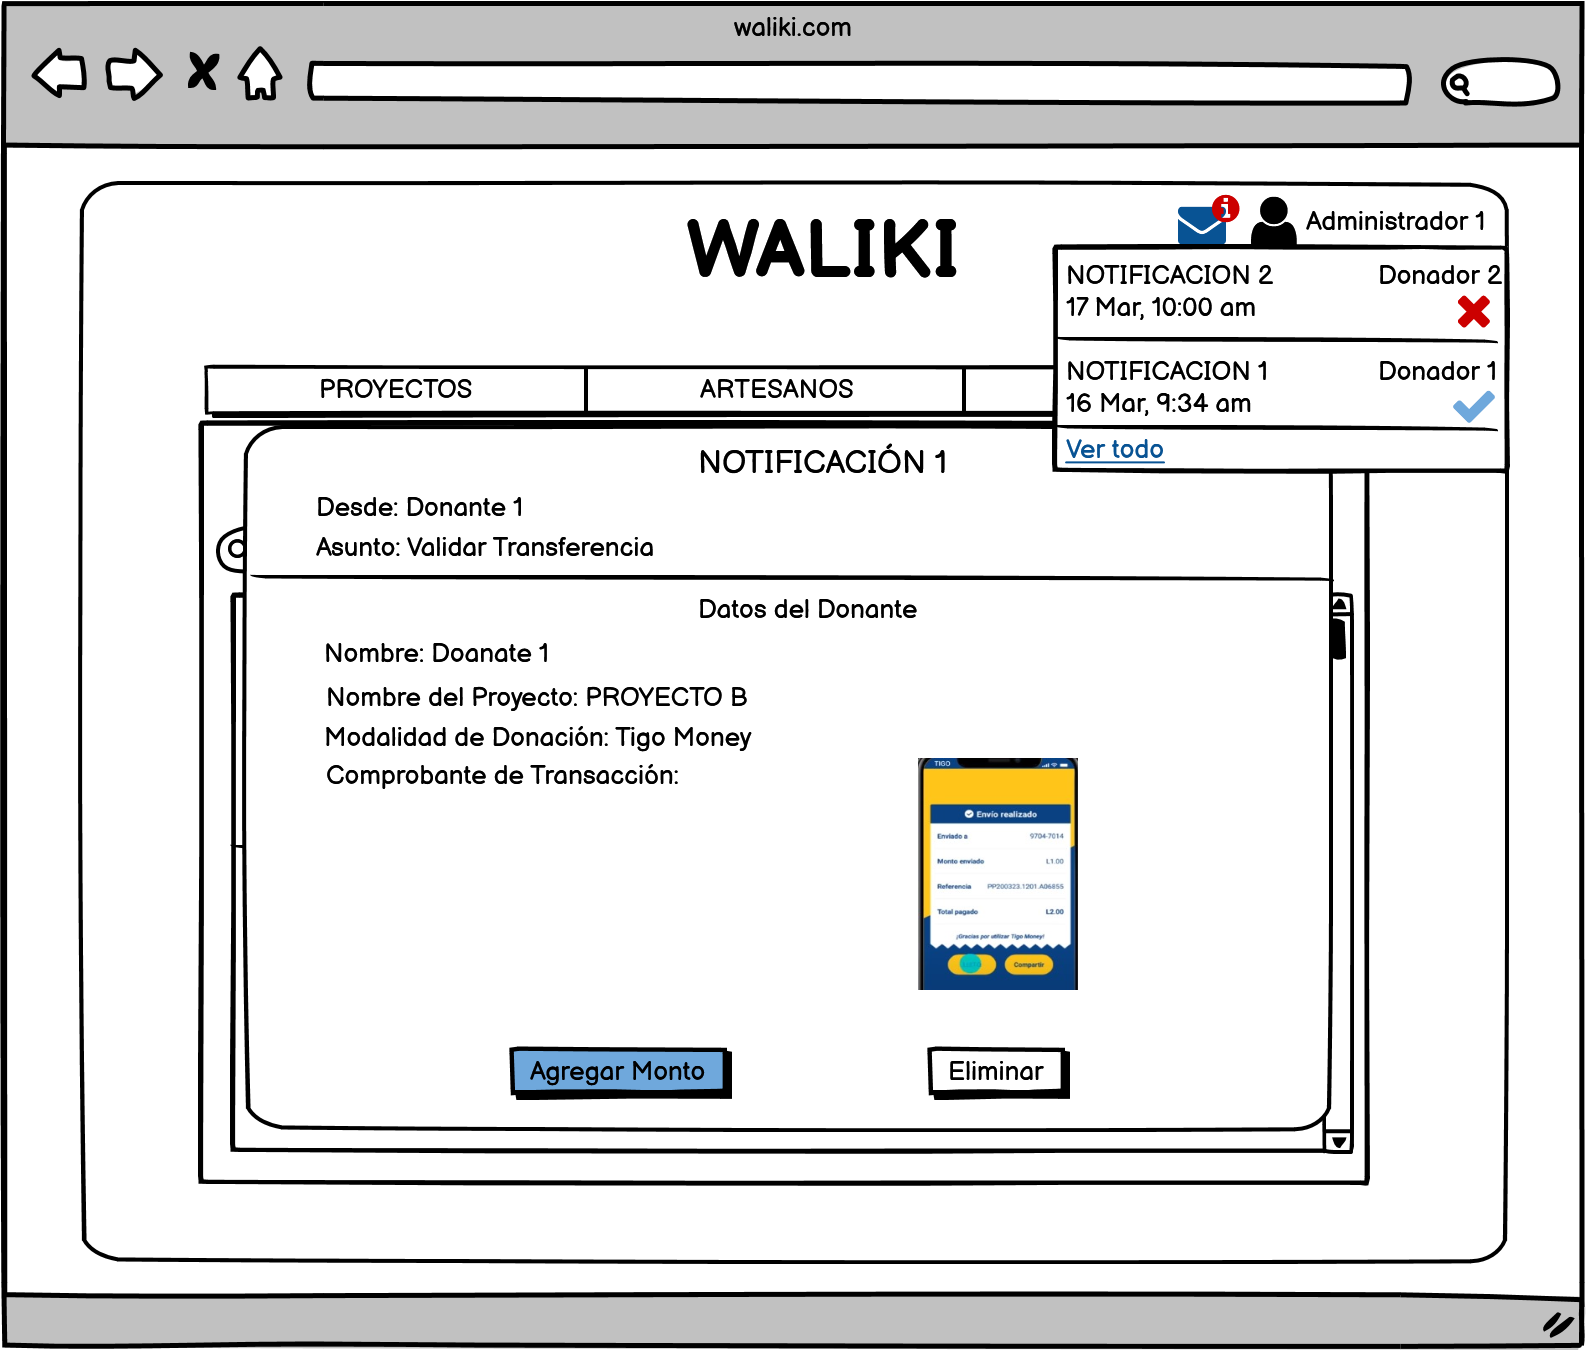 waliki.com
WALIKI
Administrador 1
NOTIFICACION 2 Donador 2
17 Mar, 10:00 am
NOTIFICACION 1 Donador 1
16 Mar, 9:34 am
Ver todo
PROYECTOS ARTESANOS
NOTIFICACIÓN 1
Desde: Donante 1
Asunto: Validar Transferencia
Datos del Donante
Nombre: Doanate 1
Nombre del Proyecto: PROYECTO B
Modalidad de Donación: Tigo Money
Comprobante de Transacción:
TIGO
Envío realizado
Enviado a 9704-7014
Monto enviado L1.00
Referencia PP200323.1201.A06855
Total pagado L2.00
¡Gracias por utilizar Tigo Money!
Compartir
Agregar Monto Eliminar